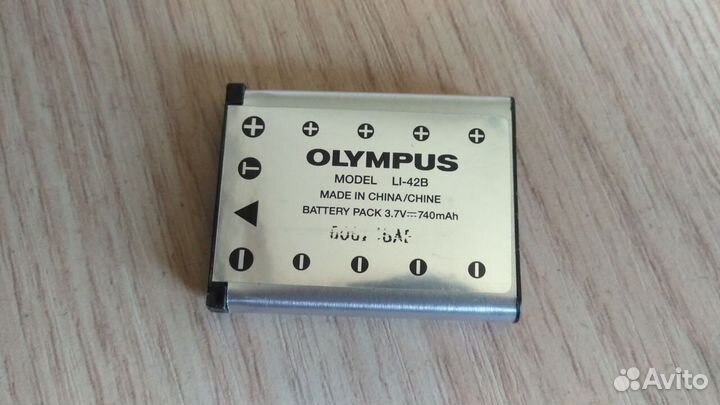 OLYMPUS
MODEL LI-42B
MADE IN CHINA/CHINE
BATTERY PACK 3.7V⎓740mAh
+ + + + +
T
− − − − −
Avito